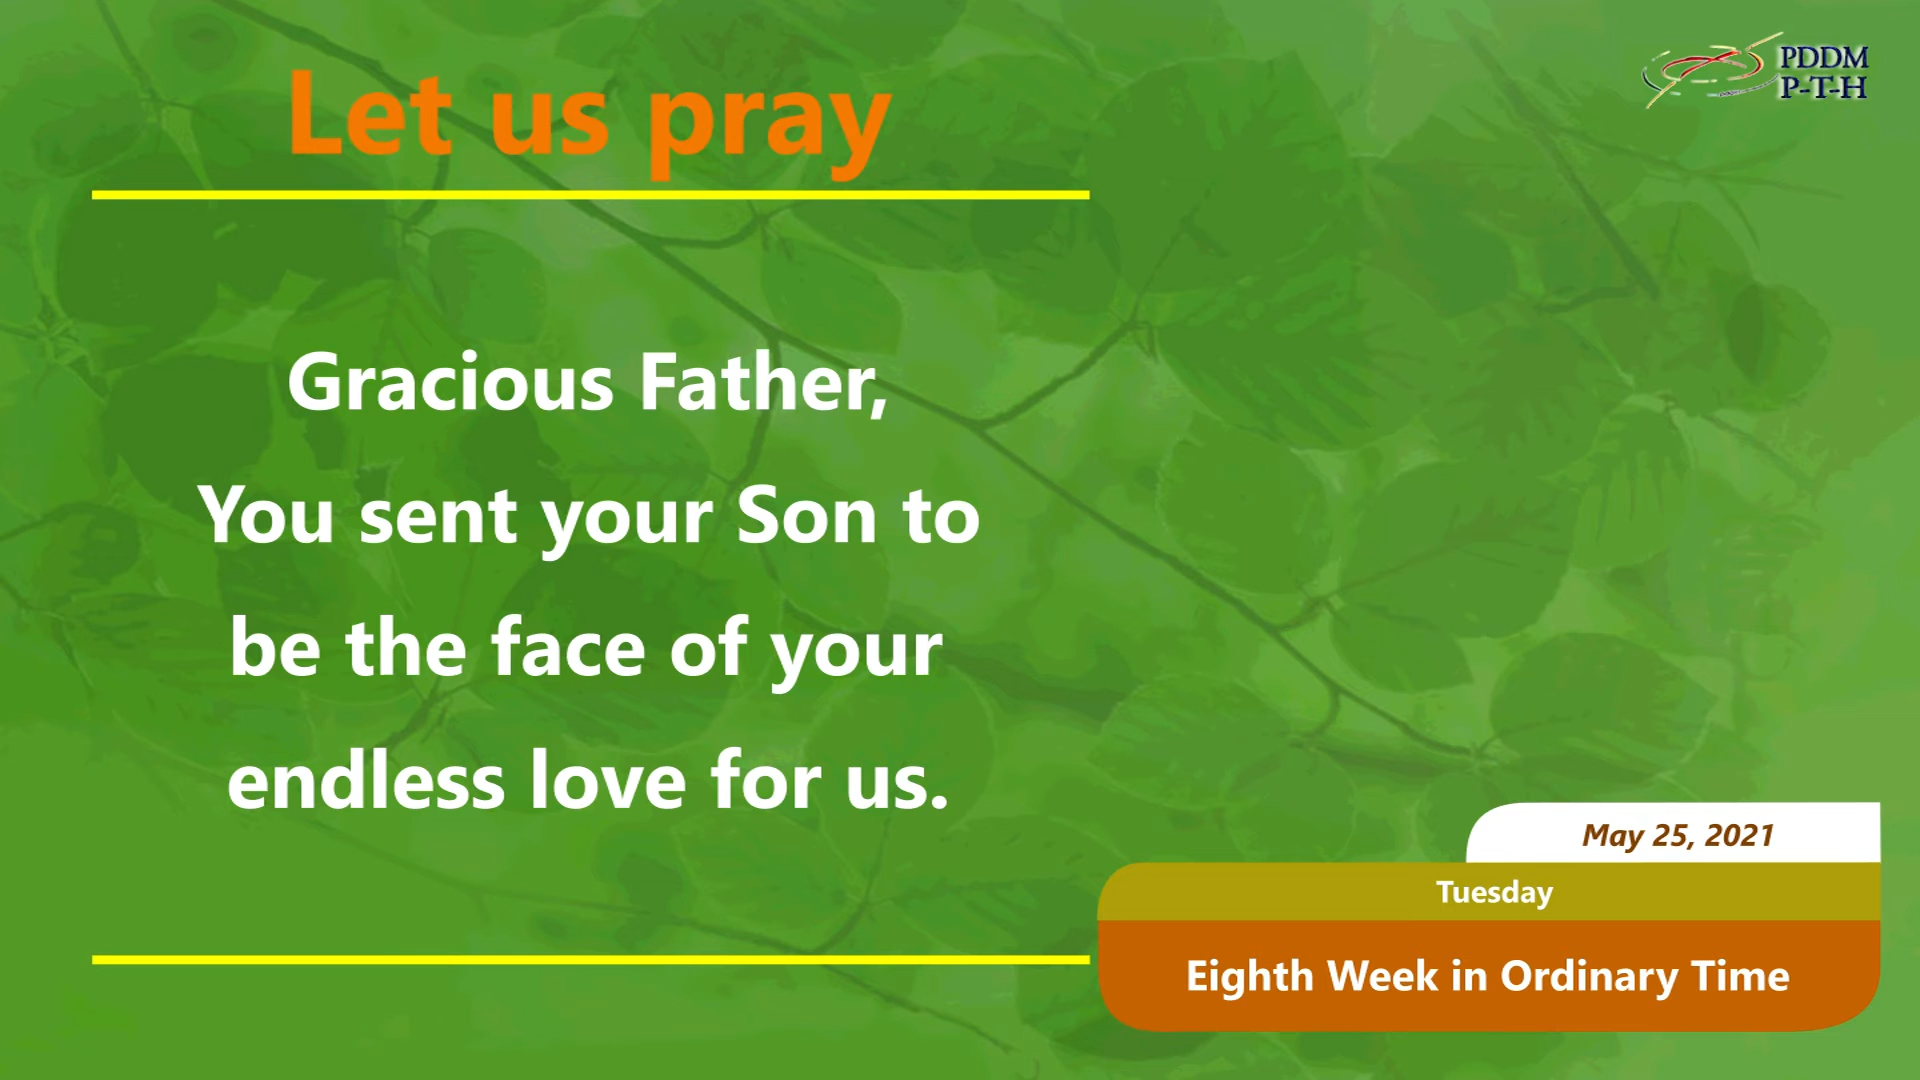 Let us pray
PDDM
P-T-H
Gracious Father,
You sent your Son to
be the face of your
endless love for us.
May 25, 2021
Tuesday
Eighth Week in Ordinary Time